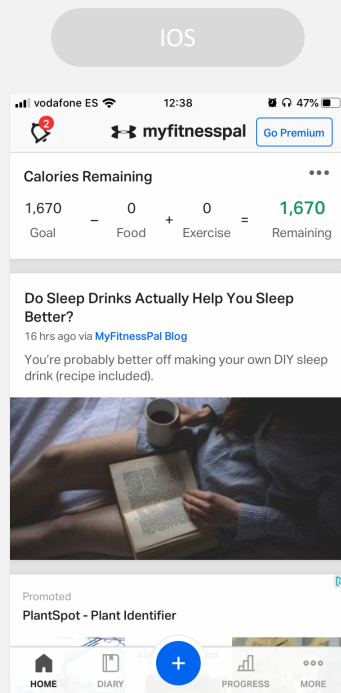 IOS
vodafone ES 12:38 47%
2
myfitnesspal Go Premium
Calories Remaining
1,670 – 0 + 0 = 1,670
Goal Food Exercise Remaining
Do Sleep Drinks Actually Help You Sleep
Better?
16 hrs ago via MyFitnessPal Blog
You’re probably better off making your own DIY sleep
drink (recipe included).
Promoted
PlantSpot - Plant Identifier
HOME DIARY + PROGRESS MORE